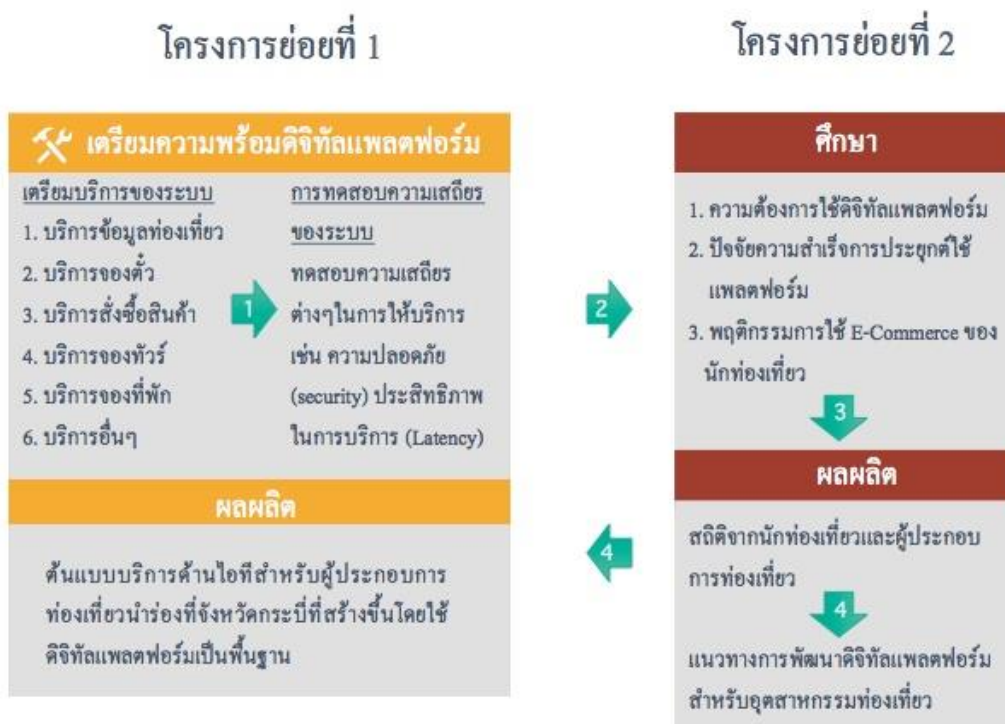 โครงการย่อยที่ 1
เตรียมความพร้อมดิจิทัลแพลตฟอร์ม
เตรียมบริการของระบบ
1. บริการข้อมูลท่องเที่ยว
2. บริการจองตั๋ว
3. บริการสั่งซื้อสินค้า
4. บริการจองทัวร์
5. บริการจองที่พัก
6. บริการอื่นๆ
1
การทดสอบความเสถียร
ของระบบ
ทดสอบความเสถียร
ต่างๆในการให้บริการ
เช่น ความปลอดภัย
(security) ประสิทธิภาพ
ในการบริการ (Latency)
ผลผลิต
ต้นแบบบริการด้านไอทีสำหรับผู้ประกอบการ
ท่องเที่ยวนำร่องที่จังหวัดกระบี่ที่สร้างขึ้นโดยใช้
ดิจิทัลแพลตฟอร์มเป็นพื้นฐาน
2
4
โครงการย่อยที่ 2
ศึกษา
1. ความต้องการใช้ดิจิทัลแพลตฟอร์ม
2. ปัจจัยความสำเร็จการประยุกต์ใช้
แพลตฟอร์ม
3. พฤติกรรมการใช้ E-Commerce ของ
นักท่องเที่ยว
3
ผลผลิต
สถิติจากนักท่องเที่ยวและผู้ประกอบ
การท่องเที่ยว
4
แนวทางการพัฒนาดิจิทัลแพลตฟอร์ม
สำหรับอุตสาหกรรมท่องเที่ยว